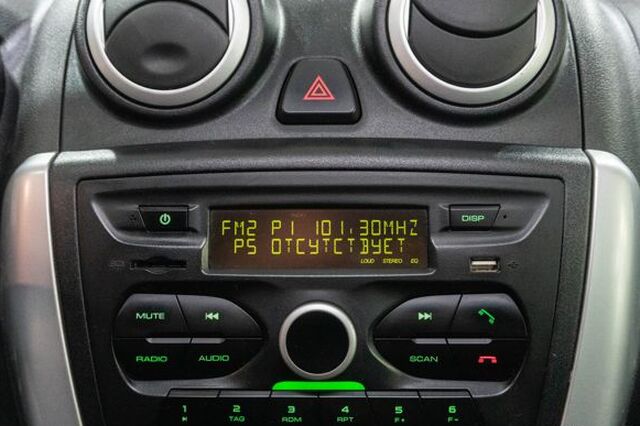 FM2 P1 101.30MHZ
PS ОТСУТСТВУЕТ
LOUD STEREO EQ
DISP
MUTE
RADIO AUDIO
SCAN
1 2 3 4 5 6
TAG RDM RPT F+ F-